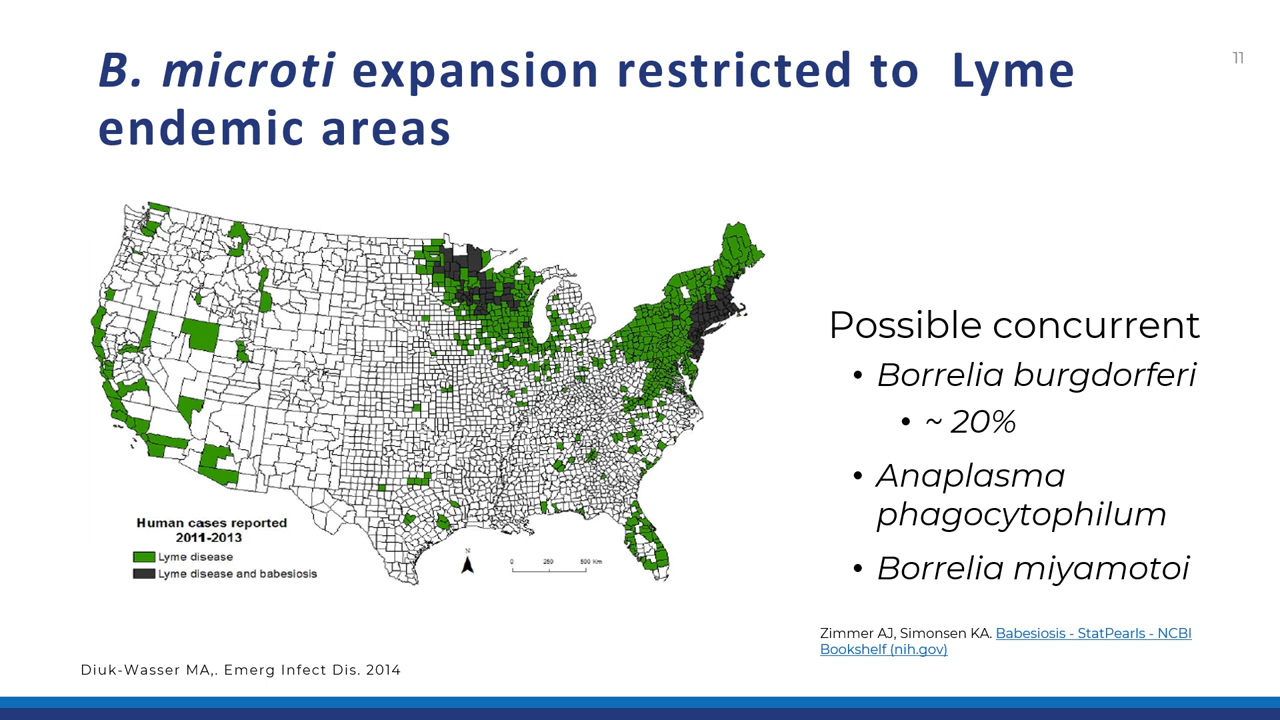 B. microti expansion restricted to  Lyme
endemic areas
11
Human cases reported
2011-2013
Lyme disease
Lyme disease and babesiosis
N
0 250 500 Km
Possible concurrent
• Borrelia burgdorferi
• ~ 20%
• Anaplasma
phagocytophilum
• Borrelia miyamotoi
Zimmer AJ, Simonsen KA. Babesiosis - StatPearls - NCBI
Bookshelf (nih.gov)
Diuk-Wasser MA,. Emerg Infect Dis. 2014